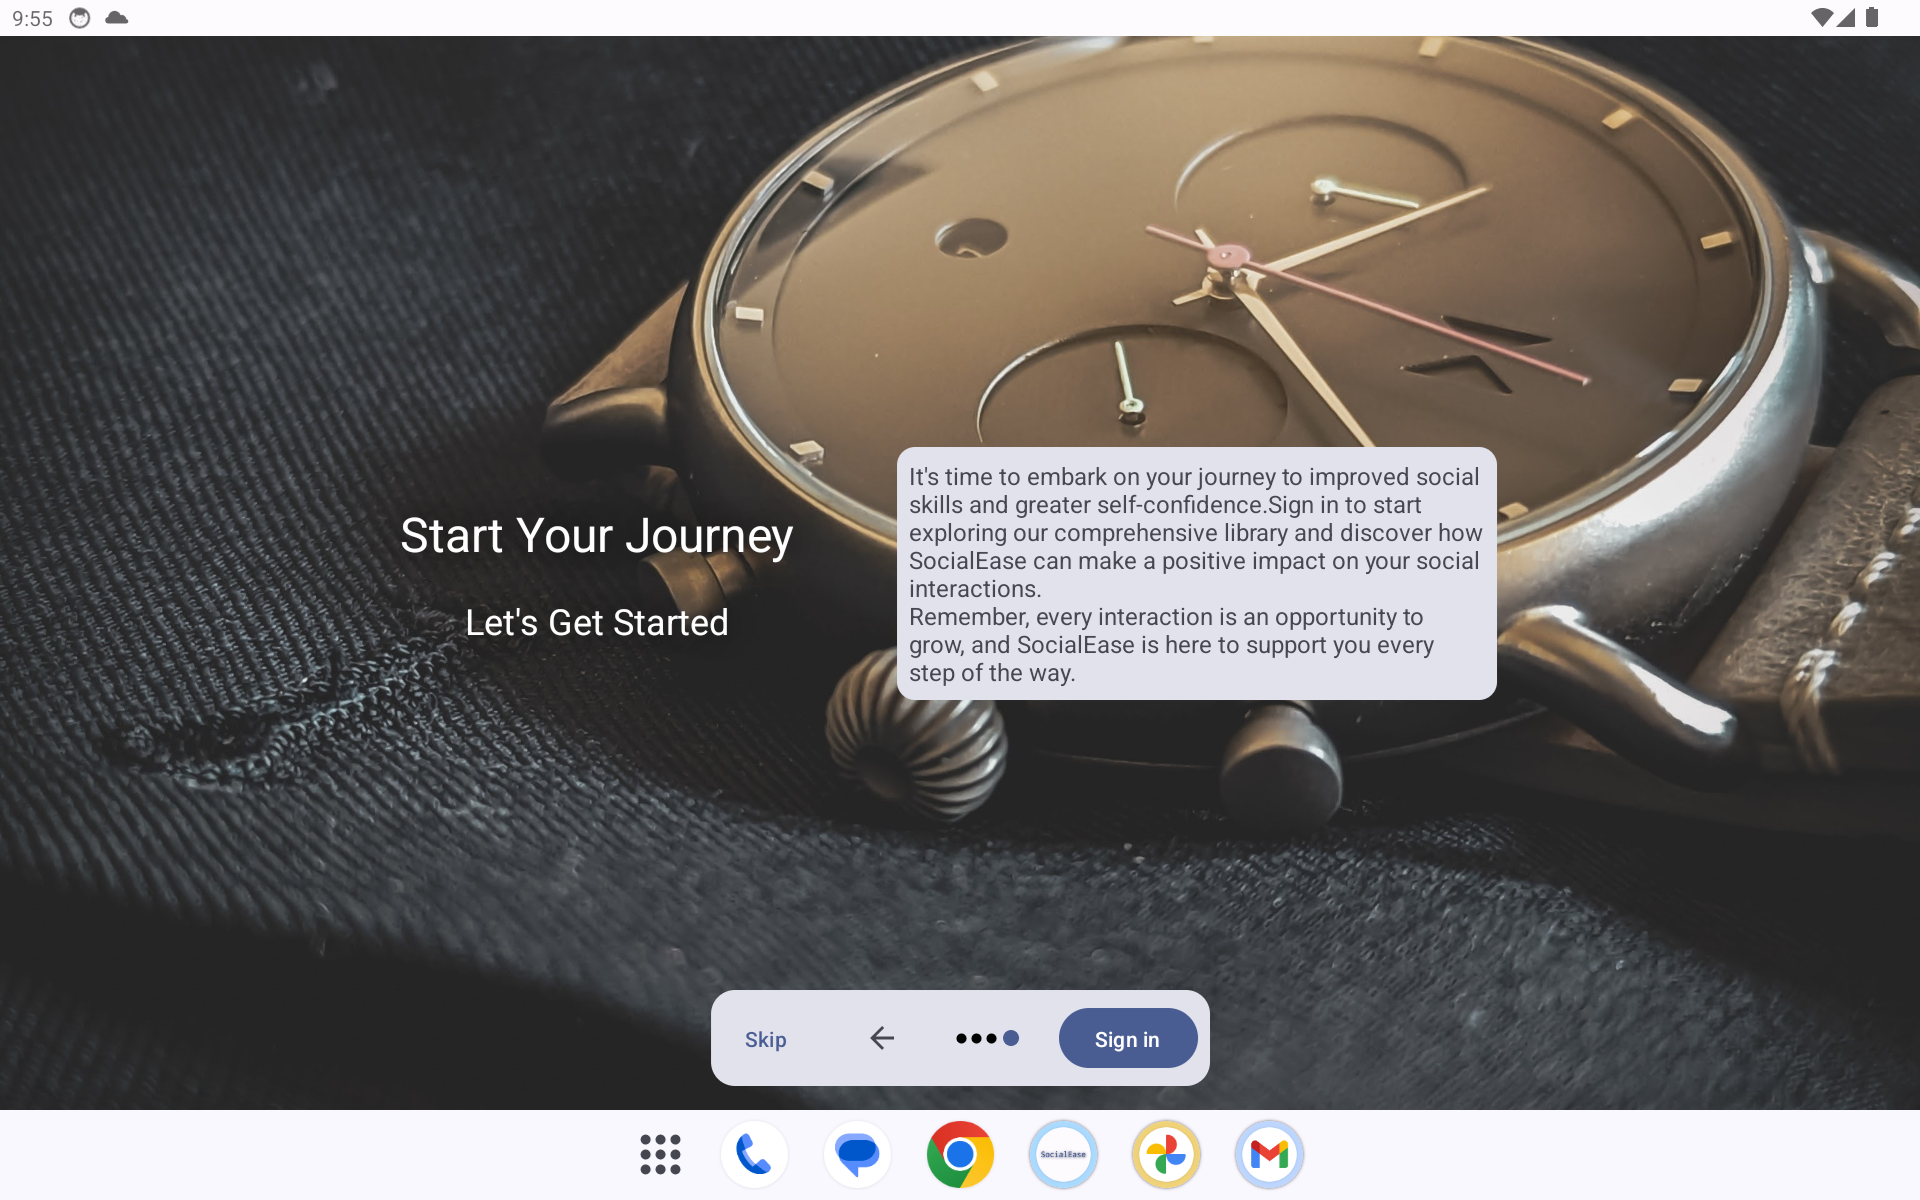 9:55
Start Your Journey
Let's Get Started
It's time to embark on your journey to improved social
skills and greater self-confidence.Sign in to start
exploring our comprehensive library and discover how
SocialEase can make a positive impact on your social
interactions.
Remember, every interaction is an opportunity to
grow, and SocialEase is here to support you every
step of the way.
Skip
Sign in
SocialEase